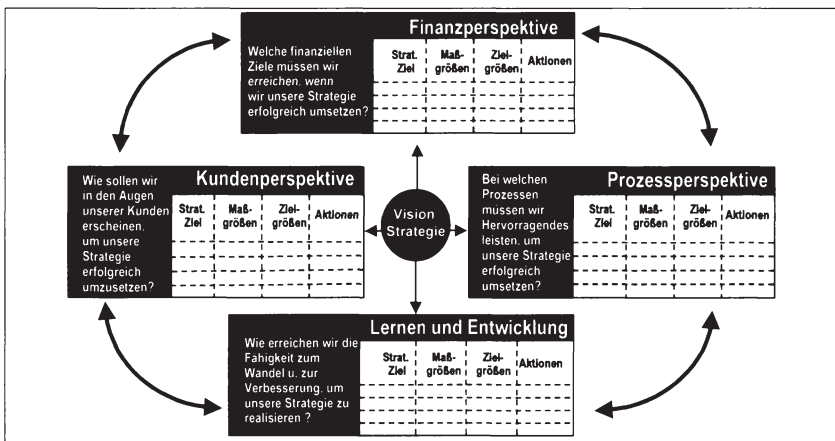 Finanzperspektive
Welche finanziellen
Ziele müssen wir
erreichen, wenn
wir unsere Strategie
erfolgreich umsetzen?
Strat. Maß- Ziel- Aktionen
Ziel größen größen
Kundenperspektive
Wie sollen wir
in den Augen
unserer Kunden
erscheinen,
um unsere
Strategie
erfolgreich
umzusetzen?
Strat. Maß- Ziel- Aktionen
Ziel größen größen
Vision
Strategie
Prozessperspektive
Bei welchen
Prozessen
müssen wir
Hervorragendes
leisten, um
unsere Strategie
erfolgreich
umsetzen?
Strat. Maß- Ziel- Aktionen
Ziel größen größen
Lernen und Entwicklung
Wie erreichen wir die
Fahigkeit zum
Wandel u. zur
Verbesserung, um
unsere Strategie zu
realisieren ?
Strat. Maß- Ziel- Aktionen
Ziel größen größen